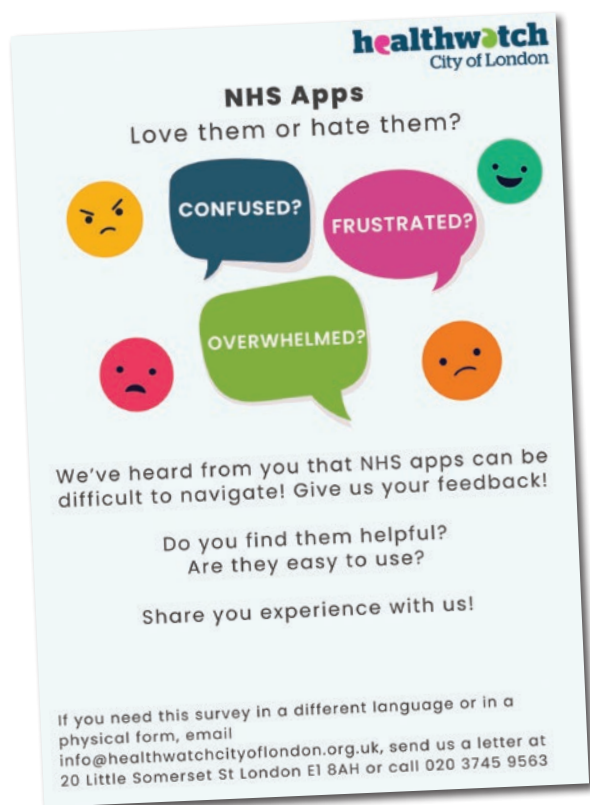 healthwatch
City of London
NHS Apps
Love them or hate them?
CONFUSED?
FRUSTRATED?
OVERWHELMED?
We've heard from you that NHS apps can be
difficult to navigate! Give us your feedback!
Do you find them helpful?
Are they easy to use?
Share you experience with us!
If you need this survey in a different language or in a
physical form, email
info@healthwatchcityoflondon.org.uk, send us a letter at
20 Little Somerset St London E1 8AH or call 020 3745 9563